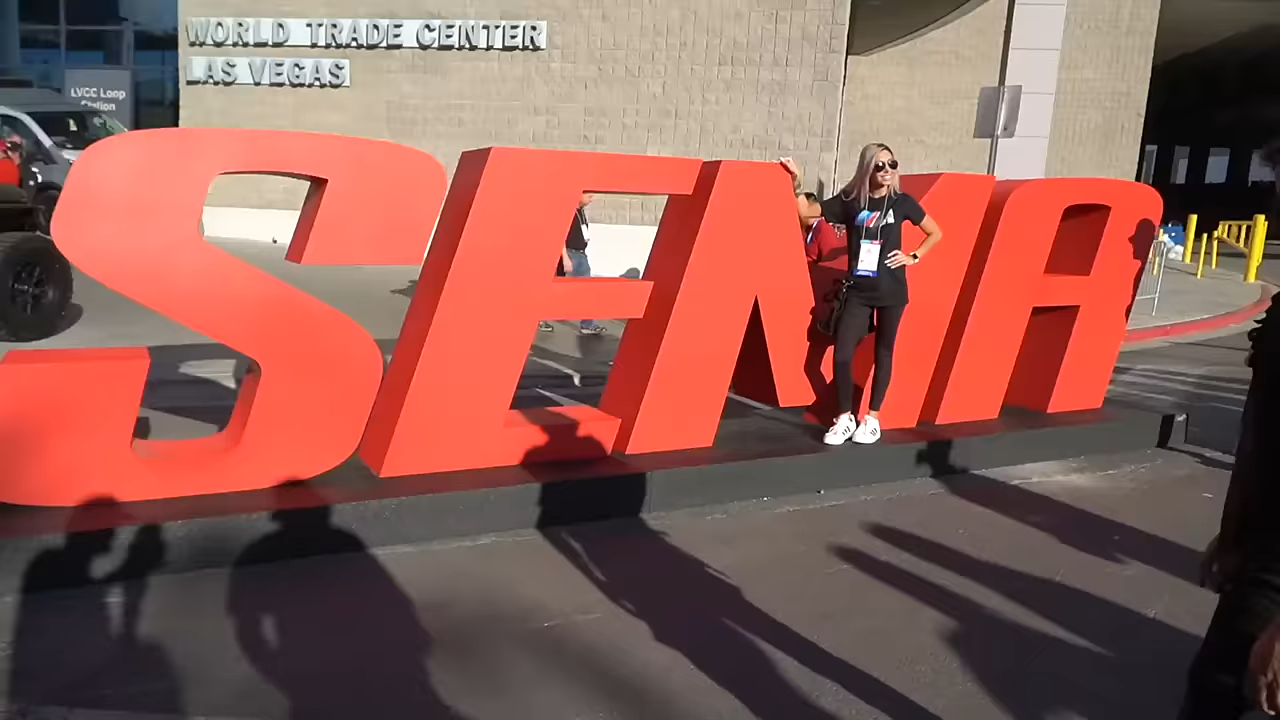 WORLD TRADE CENTER
LAS VEGAS
LVCC Loop
Station
SEMA